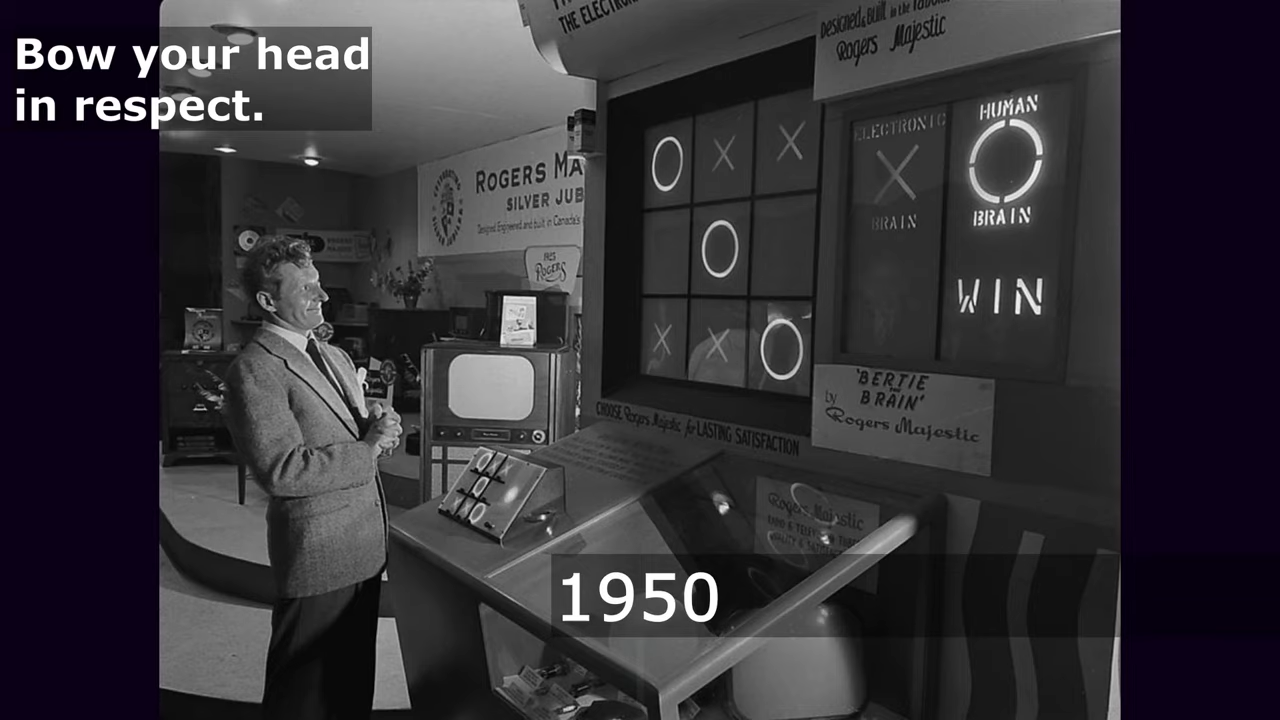 Bow your head
in respect.
THE ELECTRON
Designed & Built in the
Rogers Majestic
ROGERS MA
SILVER JUB
Designed Engineered and built in Canada's
ROGERS
O X X
O
X X O
ELECTRONIC
X
BRAIN
HUMAN
O
BRAIN
WIN
'BERTIE
THE
BRAIN'
by
Rogers Majestic
CHOOSE Rogers Majestic for LASTING SATISFACTION
Rogers Majestic
1950